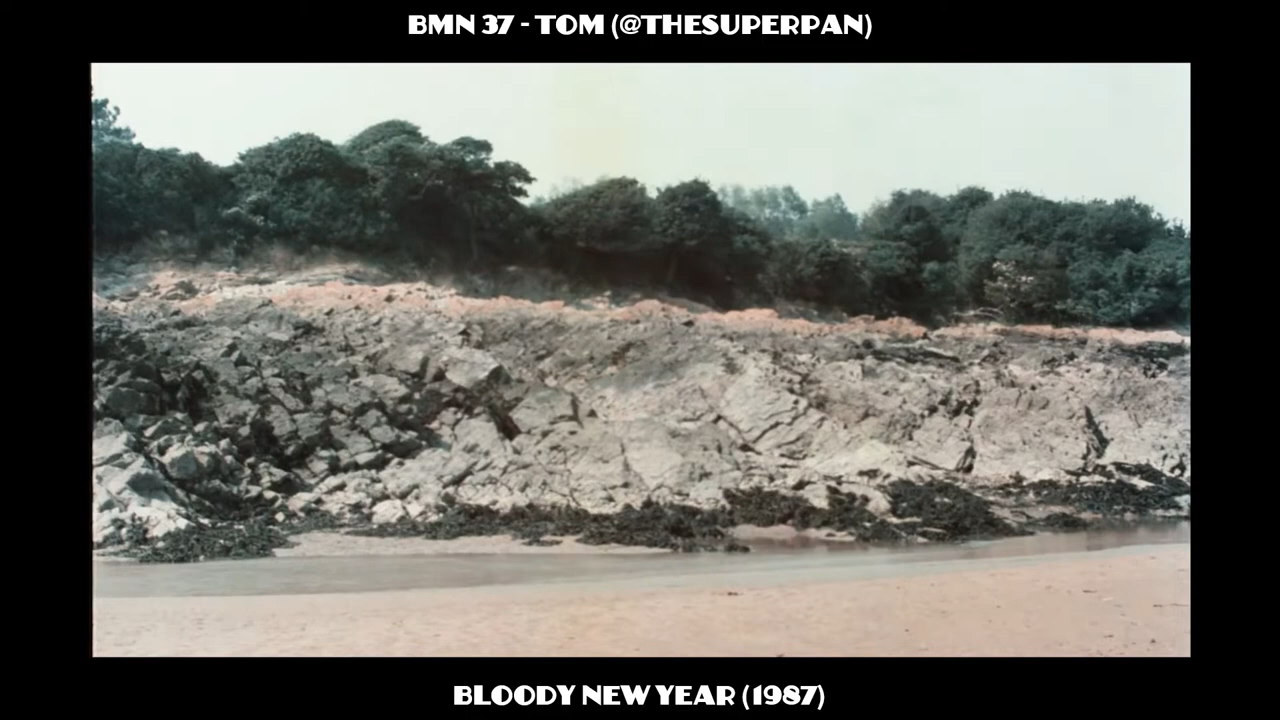 BMN 37 - TOM (@THESUPERPAN)
BLOODY NEW YEAR (1987)